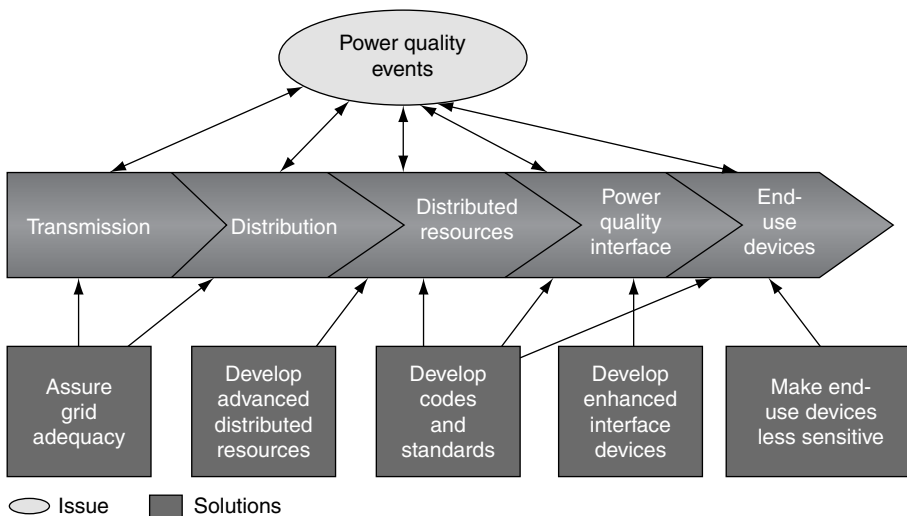 Power quality
events
Transmission
Distribution
Distributed
resources
Power
quality
interface
End-
use
devices
Assure
grid
adequacy
Develop
advanced
distributed
resources
Develop
codes
and
standards
Develop
enhanced
interface
devices
Make end-
use devices
less sensitive
Issue
Solutions